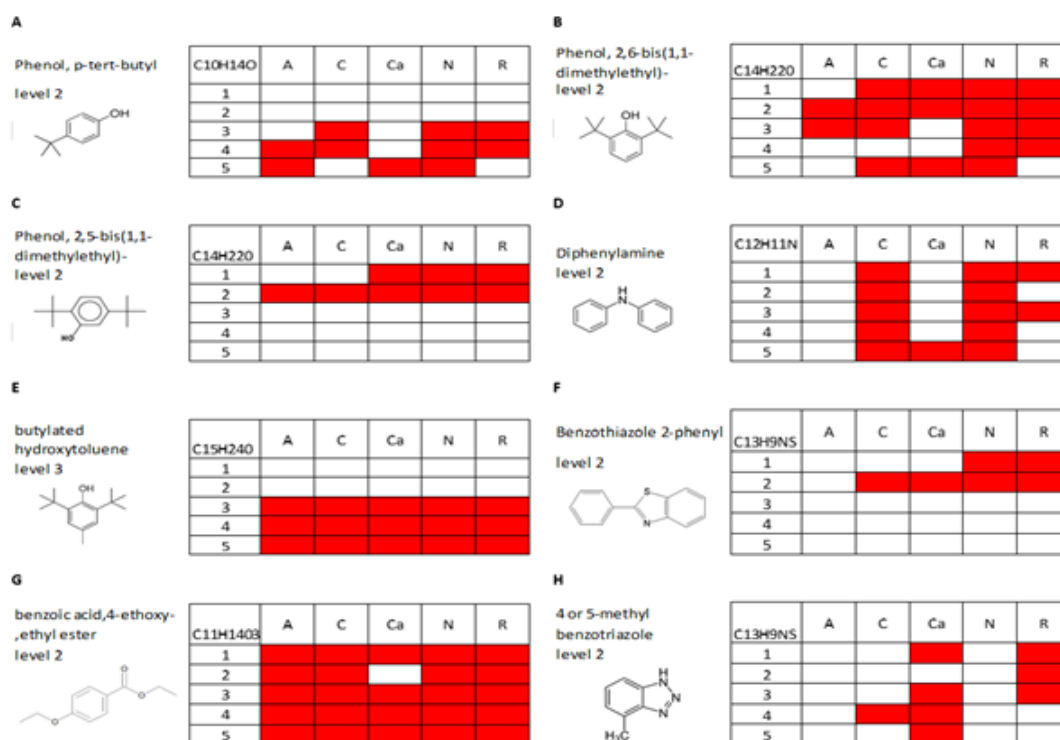 A
Phenol, p-tert-butyl
level 2
OH
C10H14O A C Ca N R
1
2
3
4
5
B
Phenol, 2,6-bis(1,1-
dimethylethyl)-
level 2
OH
C14H220 A C Ca N R
1
2
3
4
5
C
Phenol, 2,5-bis(1,1-
dimethylethyl)-
level 2
HO
C14H220 A C Ca N R
1
2
3
4
5
D
Diphenylamine
level 2
H
N
C12H11N A C Ca N R
1
2
3
4
5
E
butylated
hydroxytoluene
level 3
OH
C15H240 A C Ca N R
1
2
3
4
5
F
Benzothiazole 2-phenyl
level 2
S
N
C13H9NS A C Ca N R
1
2
3
4
5
G
benzoic acid,4-ethoxy-
,ethyl ester
level 2
O
O
O
C11H1403 A C Ca N R
1
2
3
4
5
H
4 or 5-methyl
benzotriazole
level 2
H
N
N
N
H₃C
C13H9NS A C Ca N R
1
2
3
4
5